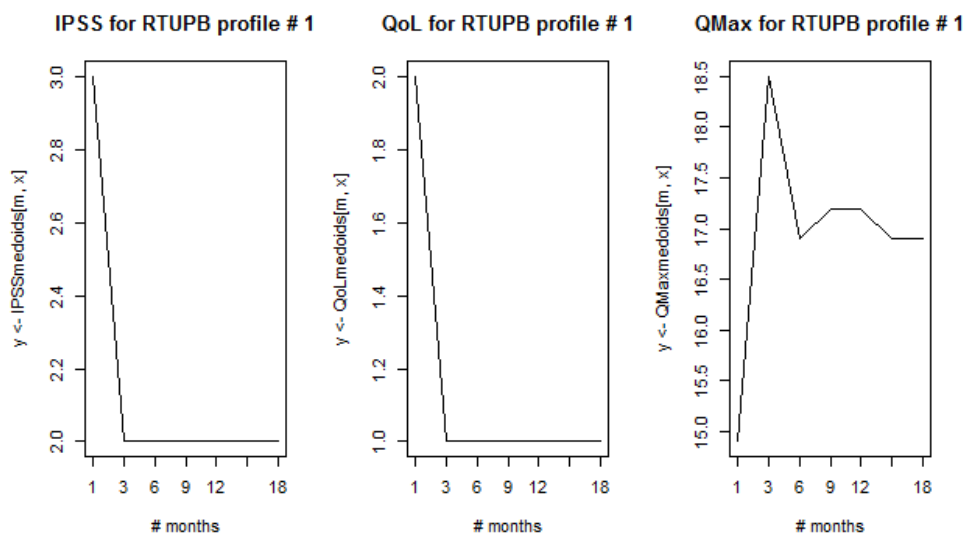 IPSS for RTUPB profile # 1
y <- IPSSmedoids[m, x]
3.0
2.8
2.6
2.4
2.2
2.0
1 3 6 9 12 18
# months
QoL for RTUPB profile # 1
y <- QoLmedoids[m, x]
2.0
1.8
1.6
1.4
1.2
1.0
1 3 6 9 12 18
# months
QMax for RTUPB profile # 1
y <- QMaxmedoids[m, x]
18.5
18.0
17.5
17.0
16.5
16.0
15.5
15.0
1 3 6 9 12 18
# months